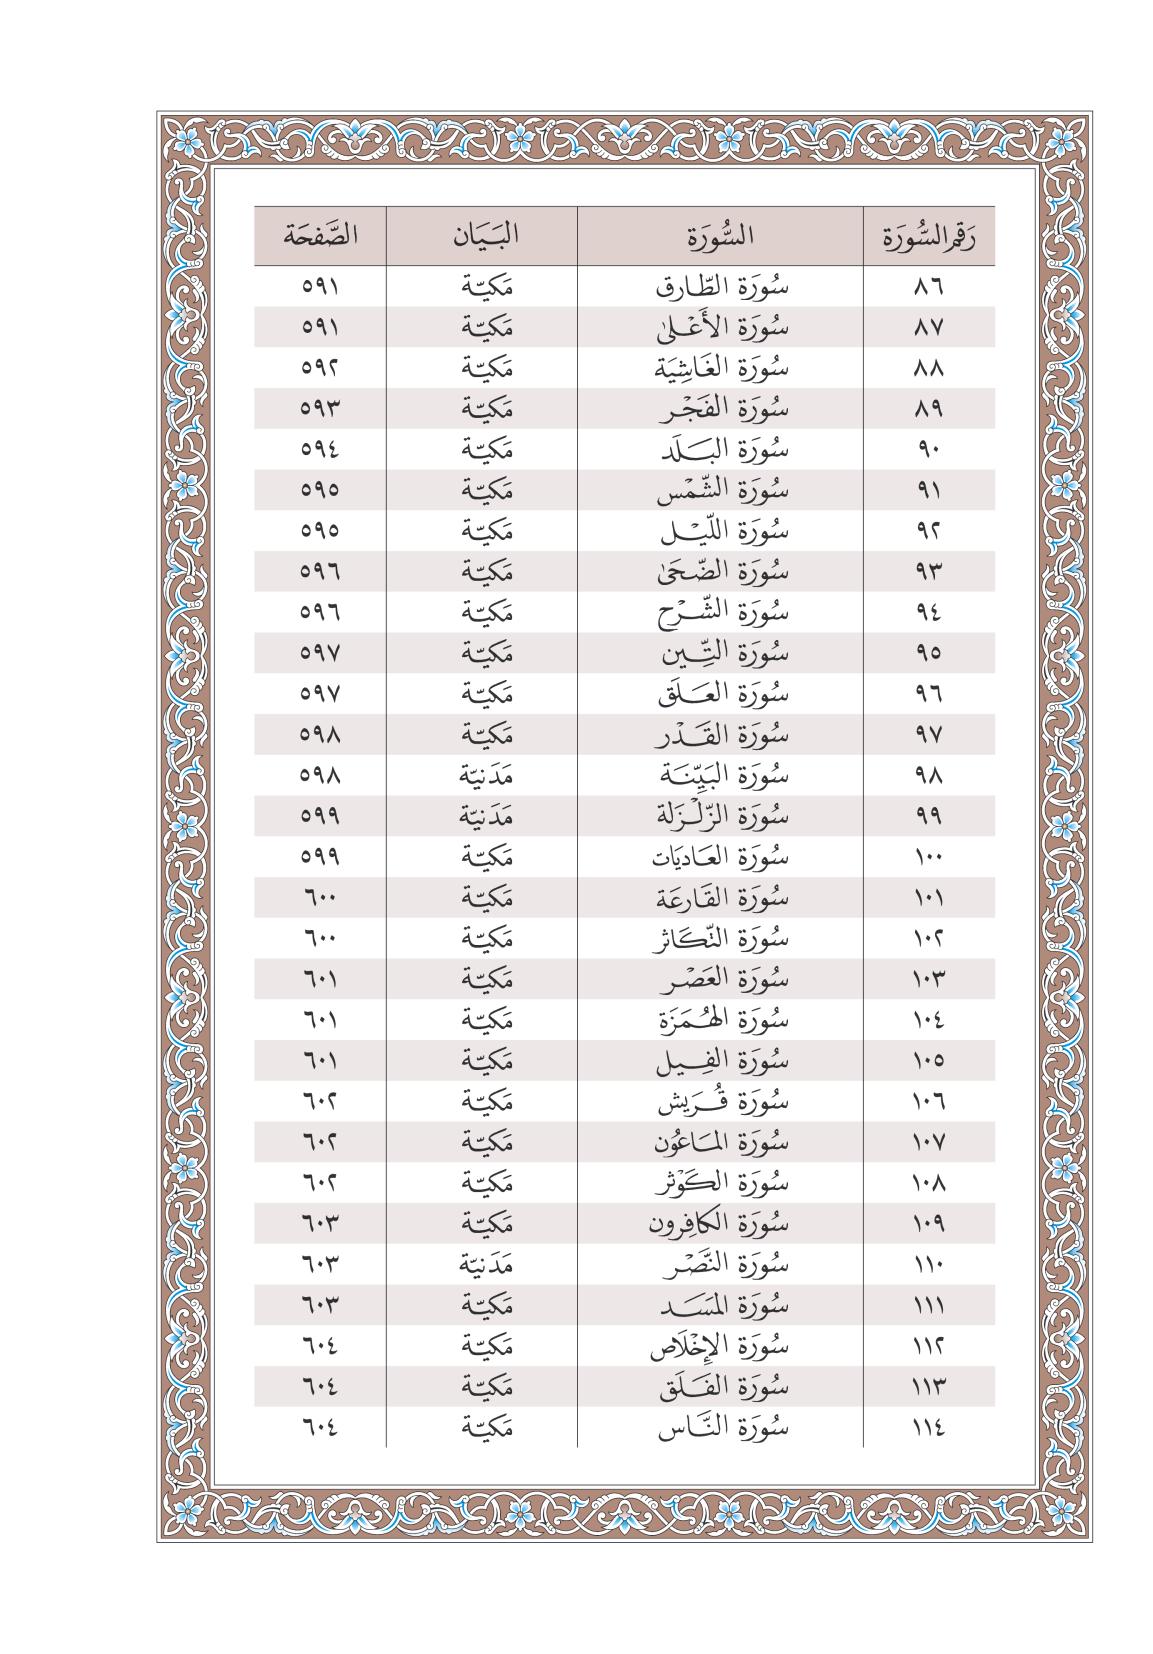 رَقم السُّورَة السُّورَة البَيَان الصَّفحَة
٨٦ سُورَة الطّارق مَكيّة ٥٩١
٨٧ سُورَة الأَعْلىٰ مَكيّة ٥٩١
٨٨ سُورَة الغَاشِيَة مَكيّة ٥٩٢
٨٩ سُورَة الفَجْر مَكيّة ٥٩٣
٩٠ سُورَة البَلَد مَكيّة ٥٩٤
٩١ سُورَة الشّمْس مَكيّة ٥٩٥
٩٢ سُورَة اللّيْل مَكيّة ٥٩٥
٩٣ سُورَة الضّحَىٰ مَكيّة ٥٩٦
٩٤ سُورَة الشّرْح مَكيّة ٥٩٦
٩٥ سُورَة التِّين مَكيّة ٥٩٧
٩٦ سُورَة العَلَق مَكيّة ٥٩٧
٩٧ سُورَة القَدْر مَكيّة ٥٩٨
٩٨ سُورَة البَيِّنَة مَدَنيّة ٥٩٨
٩٩ سُورَة الزّلْزَلة مَدَنيّة ٥٩٩
١٠٠ سُورَة العَاديَات مَكيّة ٥٩٩
١٠١ سُورَة القَارعَة مَكيّة ٦٠٠
١٠٢ سُورَة التّكَاثر مَكيّة ٦٠٠
١٠٣ سُورَة العَصْر مَكيّة ٦٠١
١٠٤ سُورَة الهُمَزَة مَكيّة ٦٠١
١٠٥ سُورَة الفِيل مَكيّة ٦٠١
١٠٦ سُورَة قُرَيش مَكيّة ٦٠٢
١٠٧ سُورَة المَاعُون مَكيّة ٦٠٢
١٠٨ سُورَة الكَوْثر مَكيّة ٦٠٢
١٠٩ سُورَة الكافِرون مَكيّة ٦٠٣
١١٠ سُورَة النَّصْر مَدَنيّة ٦٠٣
١١١ سُورَة المَسَد مَكيّة ٦٠٣
١١٢ سُورَة الإخْلَاص مَكيّة ٦٠٤
١١٣ سُورَة الفَلَق مَكيّة ٦٠٤
١١٤ سُورَة النَّاس مَكيّة ٦٠٤